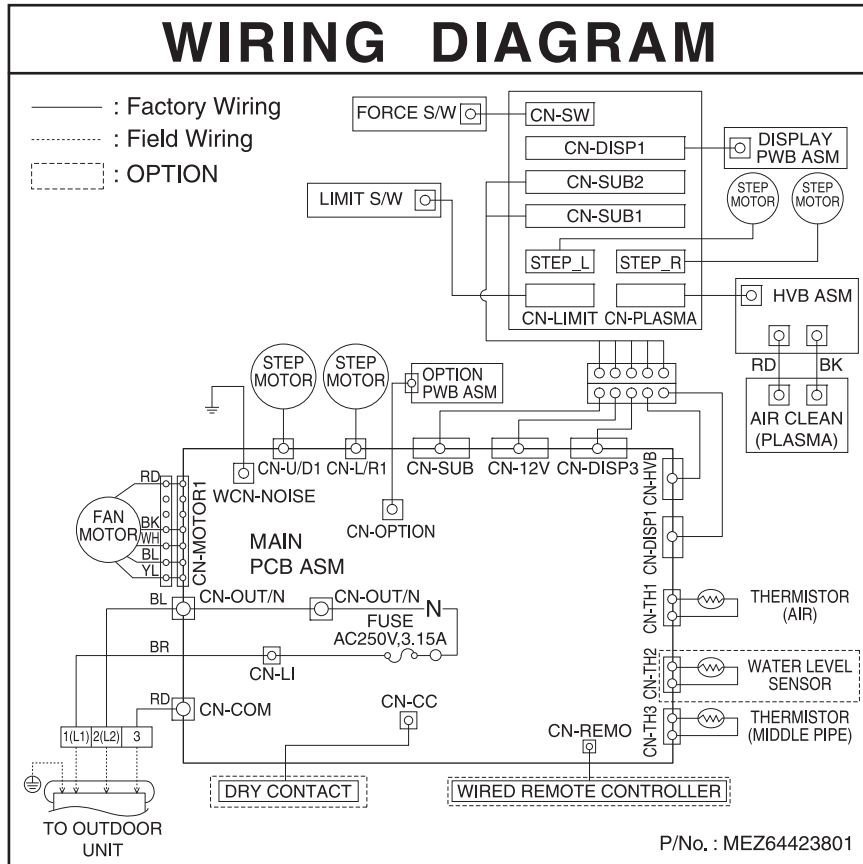 WIRING DIAGRAM
: Factory Wiring
: Field Wiring
: OPTION
FORCE S/W
CN-SW
CN-DISP1
DISPLAY
PWB ASM
CN-SUB2
LIMIT S/W
CN-SUB1
STEP
MOTOR
STEP
MOTOR
STEP_L
STEP_R
CN-LIMIT
CN-PLASMA
HVB ASM
RD
BK
AIR CLEAN
(PLASMA)
STEP
MOTOR
STEP
MOTOR
OPTION
PWB ASM
CN-U/D1
CN-L/R1
CN-SUB
CN-12V
CN-DISP3
CN-HVB
WCN-NOISE
CN-OPTION
CN-DISP1
RD
FAN
MOTOR
BK
WH
BL
YL
CN-MOTOR1
MAIN
PCB ASM
BL
CN-OUT/N
CN-OUT/N
N
FUSE
AC250V,3.15A
CN-TH1
THERMISTOR
(AIR)
BR
CN-LI
CN-TH2
WATER LEVEL
SENSOR
RD
CN-COM
CN-CC
CN-REMO
CN-TH3
THERMISTOR
(MIDDLE PIPE)
1(L1)
2(L2)
3
DRY CONTACT
WIRED REMOTE CONTROLLER
TO OUTDOOR
UNIT
P/No. : MEZ64423801